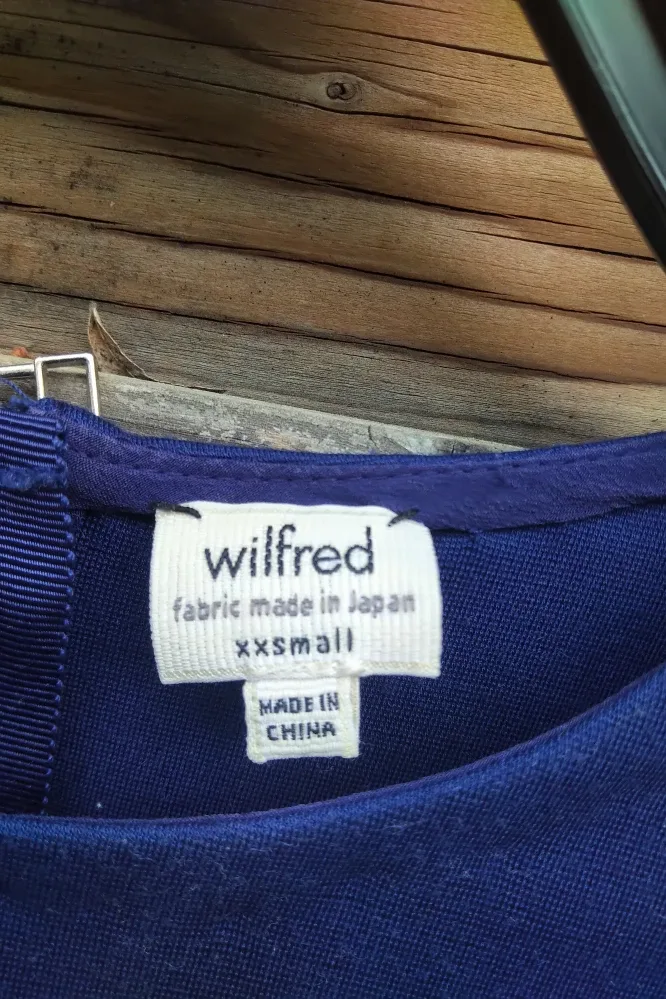 wilfred
fabric made in Japan
xxsmall
MADE IN
CHINA